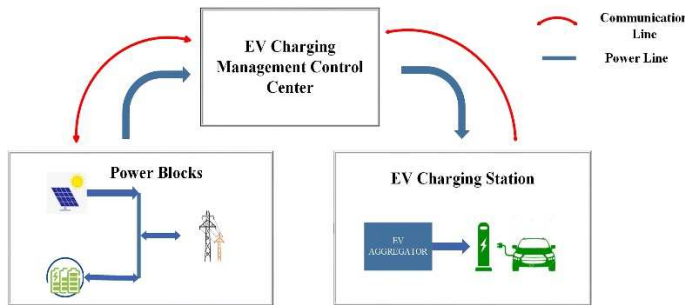 EV Charging
Management Control
Center
Communication
Line
Power Line
Power Blocks
EV Charging Station
EV
AGGREGATOR